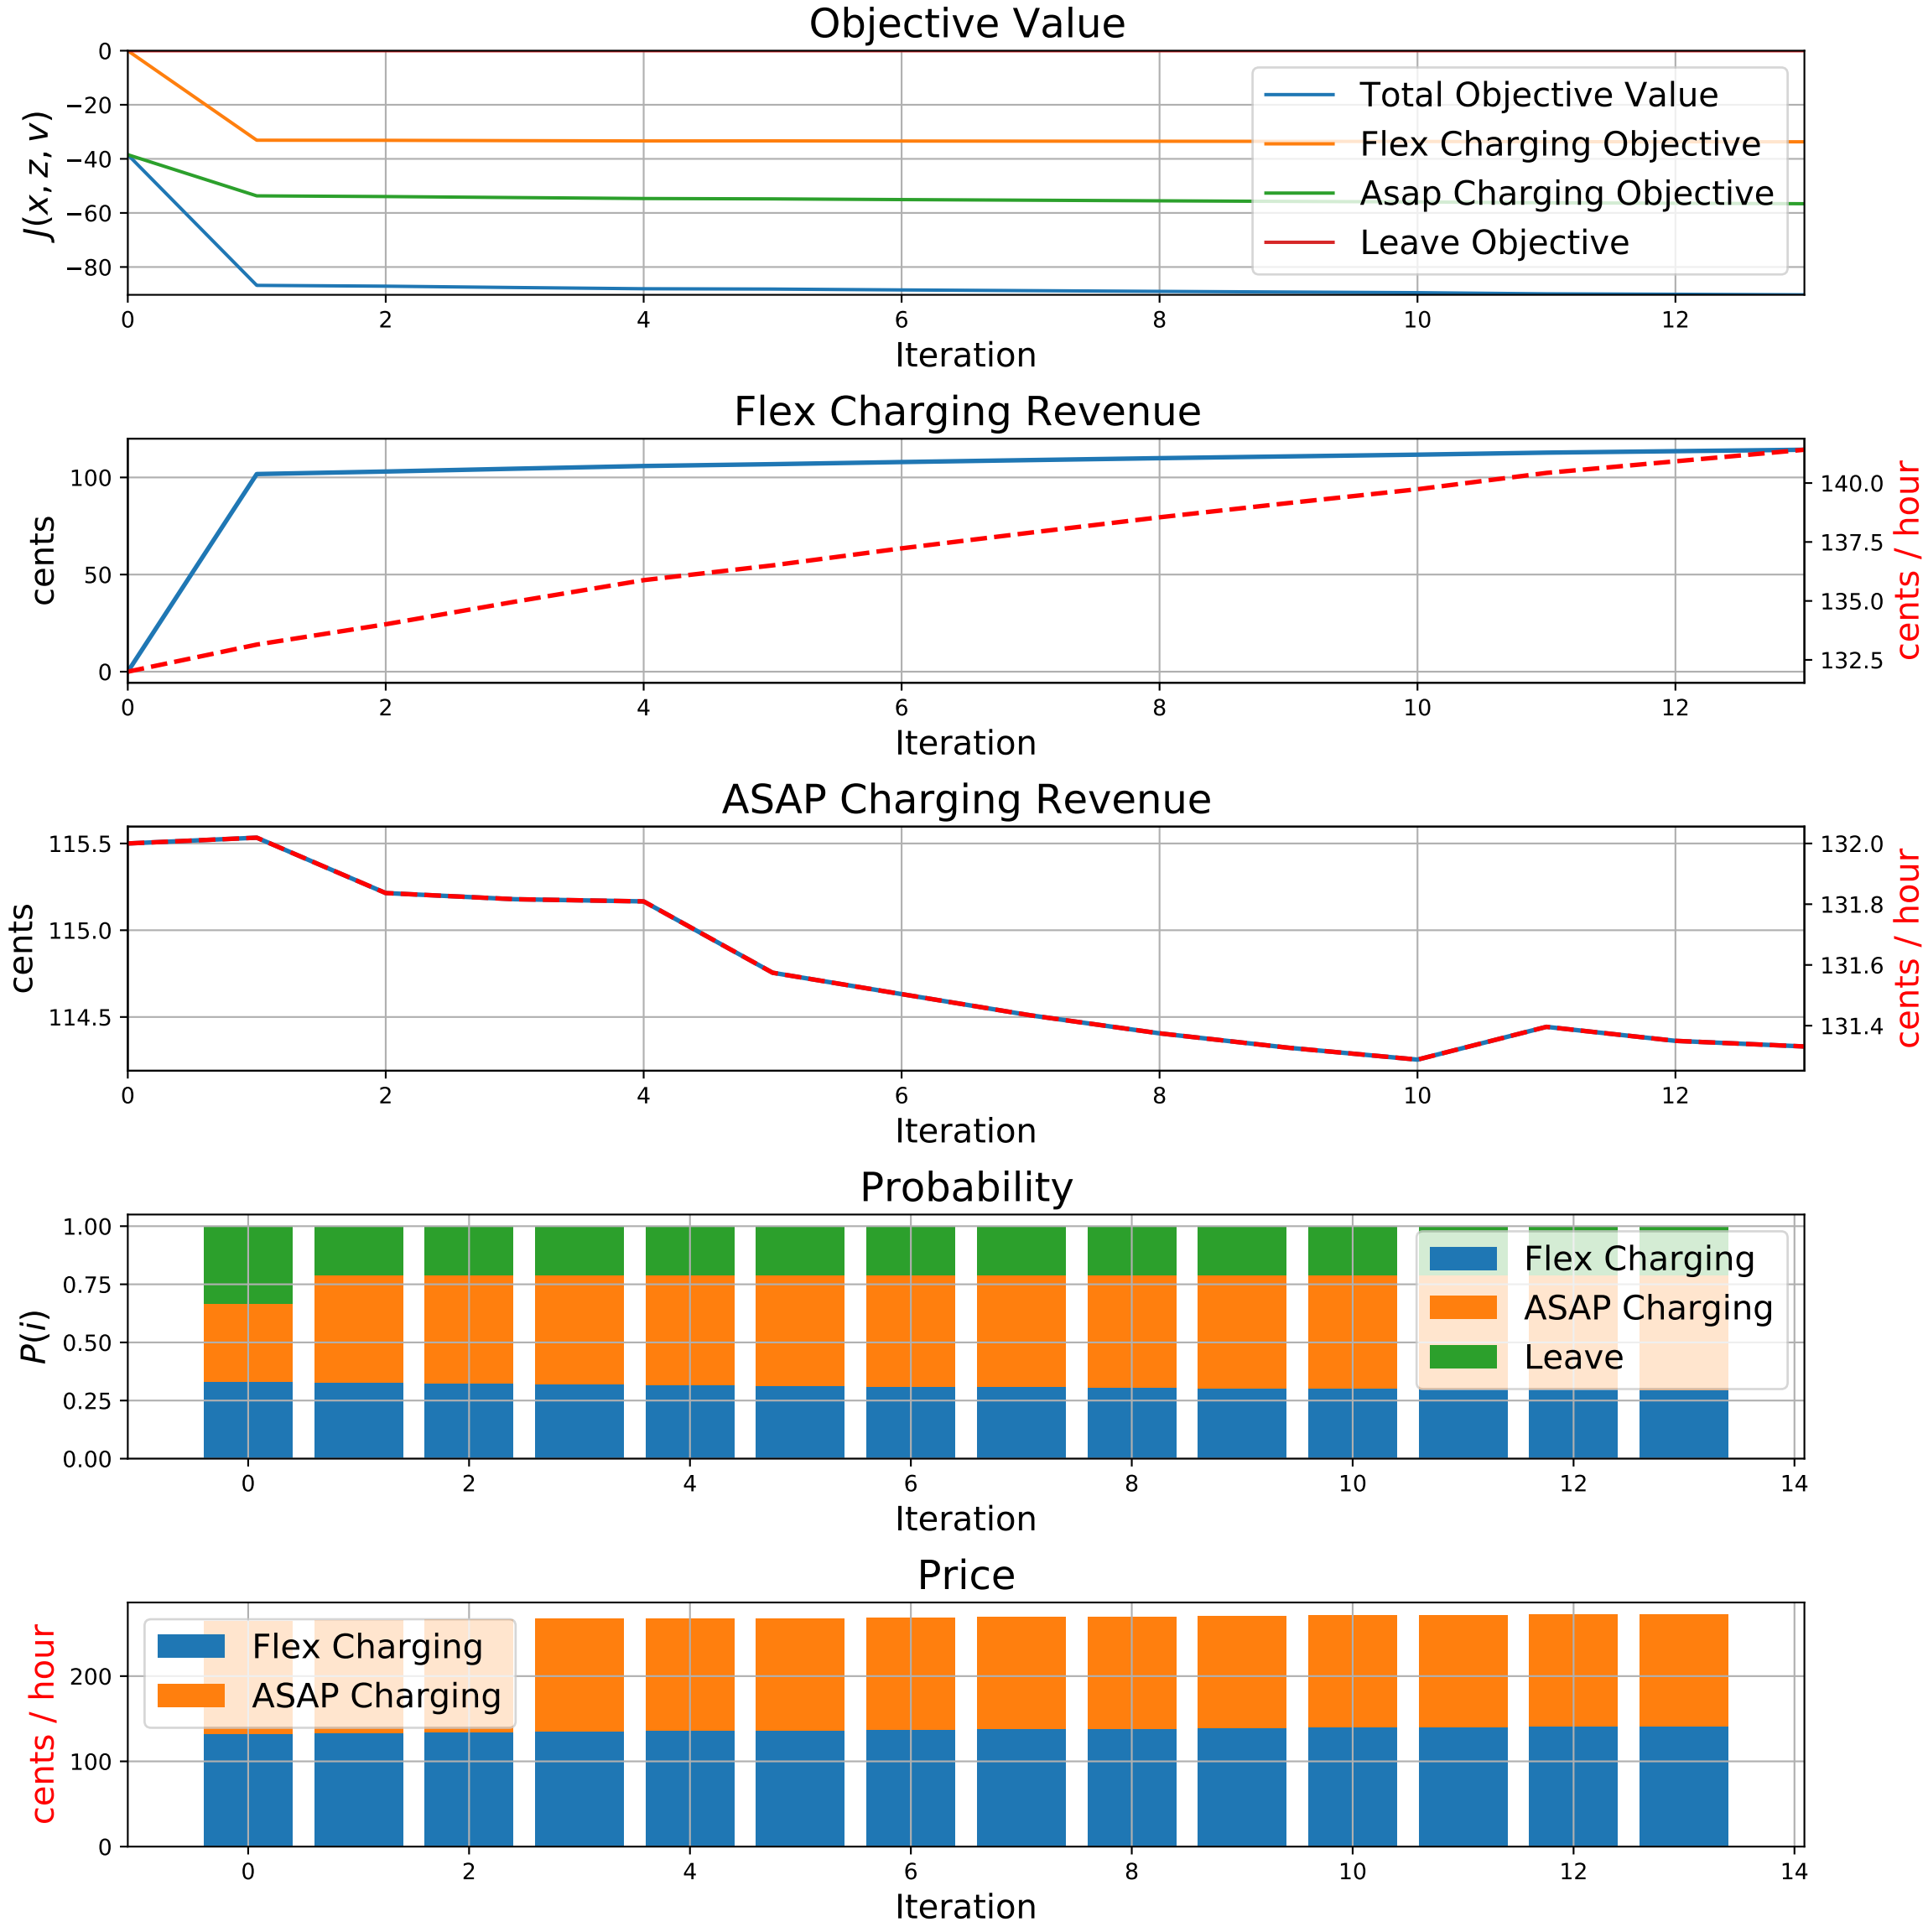 Objective Value
J(x, z, v)
0
−20
−40
−60
−80
Total Objective Value
Flex Charging Objective
Asap Charging Objective
Leave Objective
0 2 4 6 8 10 12
Iteration
Flex Charging Revenue
cents
100
50
0
140.0
137.5
135.0
132.5
cents / hour
0 2 4 6 8 10 12
Iteration
ASAP Charging Revenue
cents
115.5
115.0
114.5
132.0
131.8
131.6
131.4
cents / hour
0 2 4 6 8 10 12
Iteration
Probability
P(i)
1.00
0.75
0.50
0.25
0.00
Flex Charging
ASAP Charging
Leave
0 2 4 6 8 10 12 14
Iteration
Price
cents / hour
200
100
0
Flex Charging
ASAP Charging
0 2 4 6 8 10 12 14
Iteration